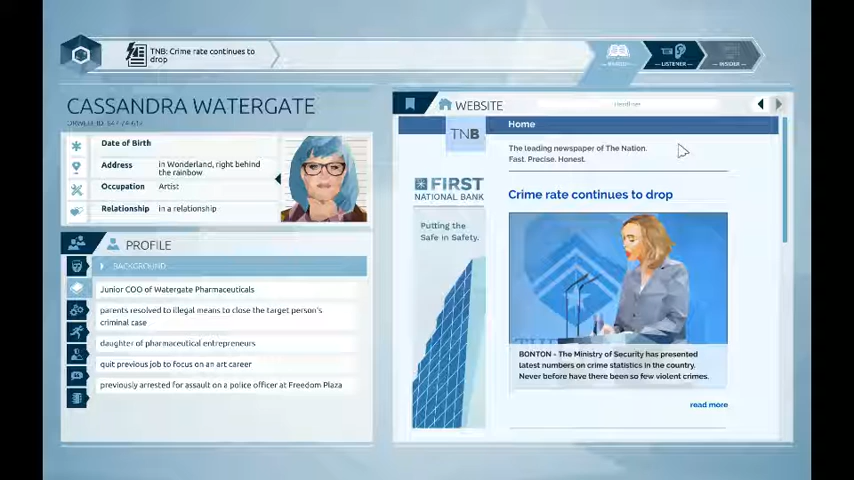 TNB: Crime rate continues to
drop
— READER —
— LISTENER —
— INSIDER —
CASSANDRA WATERGATE
Date of Birth
Address
in Wonderland, right behind
the rainbow
Occupation
Artist
Relationship
in a relationship
PROFILE
BACKGROUND
Junior COO of Watergate Pharmaceuticals
parents resolved to illegal means to close the target person's
criminal case
daughter of pharmaceutical entrepreneurs
quit previous job to focus on an art career
previously arrested for assault on a police officer at Freedom Plaza
WEBSITE
TNB
Home
The leading newspaper of The Nation.
Fast. Precise. Honest.
FIRST
NATIONAL BANK
Putting the
Safe in Safety.
Crime rate continues to drop
BONTON - The Ministry of Security has presented
latest numbers on crime statistics in the country.
Never before have there been so few violent crimes.
read more